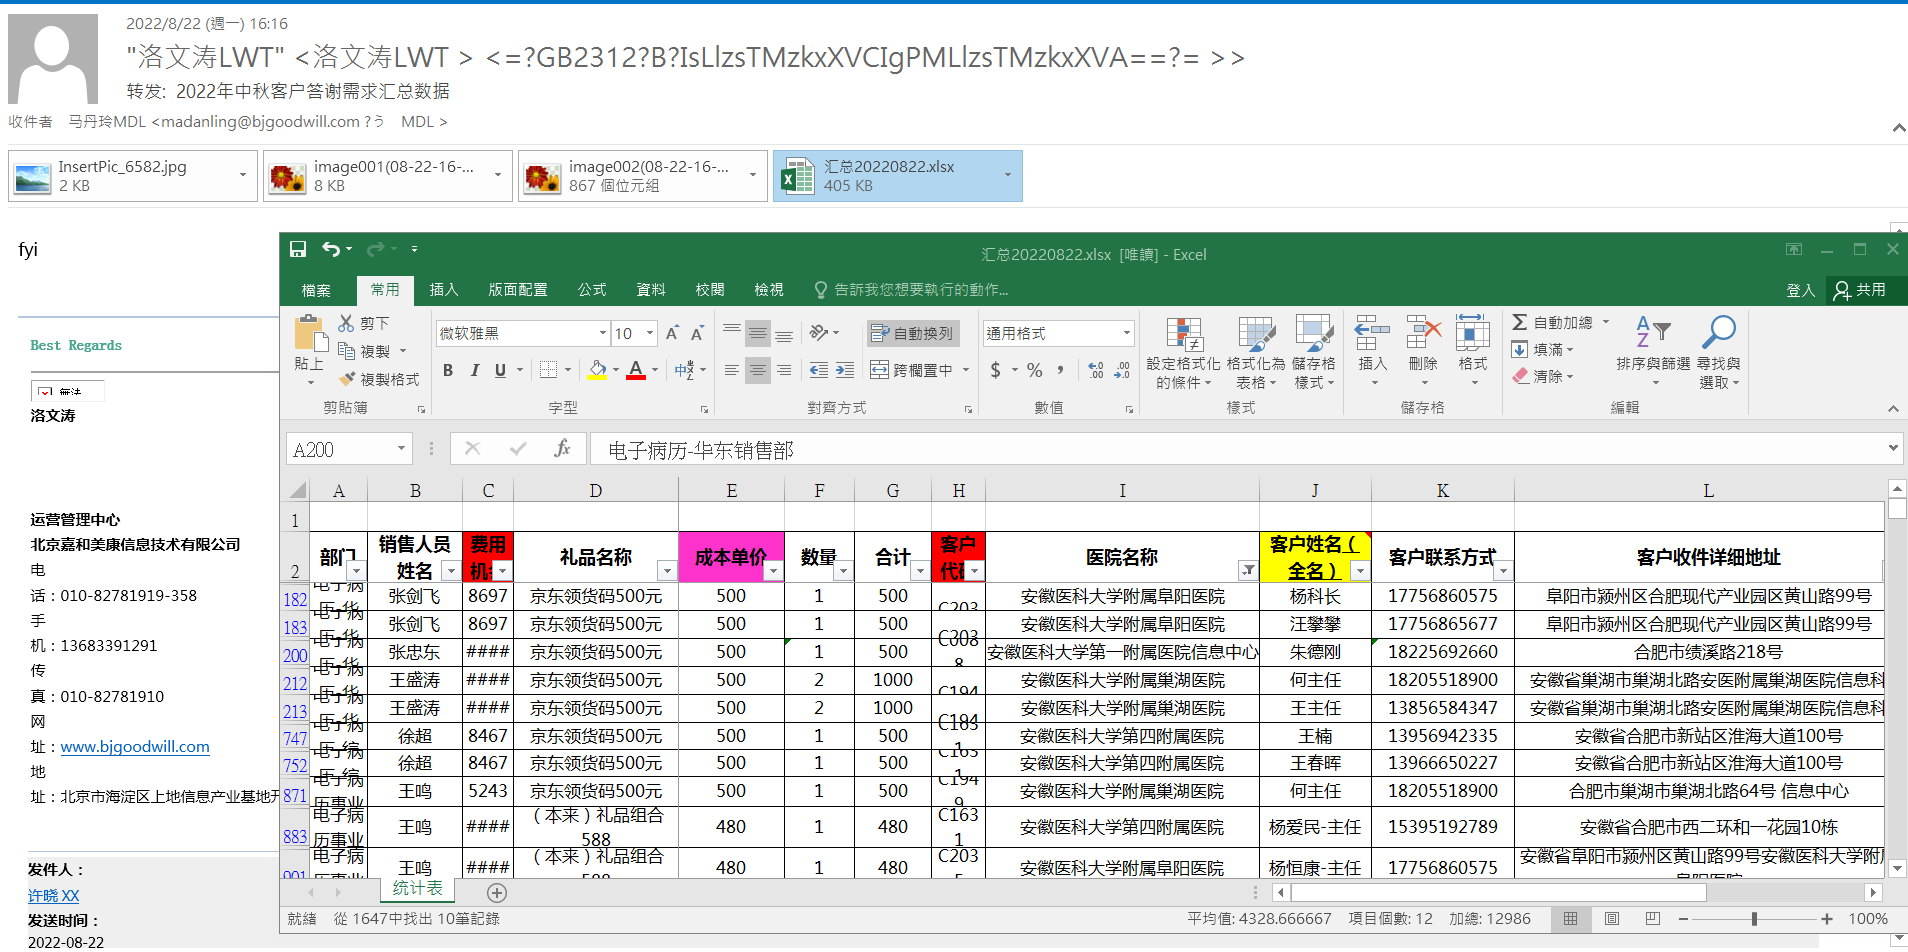 2022/8/22 (週一) 16:16
"洛文涛LWT" <洛文涛LWT > <=?GB2312?B?IsLlzsTMzkxXVCIgPMLlzsTMzkxXVA==?= >>
转发: 2022年中秋客户答谢需求汇总数据
收件者 马丹玲MDL <madanling@bjgoodwill.com ?う MDL >
InsertPic_6582.jpg
2 KB
image001(08-22-16-...
8 KB
image002(08-22-16-...
867 個位元組
汇总20220822.xlsx
405 KB
fyi
Best Regards
洛文涛
运营管理中心
北京嘉和美康信息技术有限公司
电
话：010-82781919-358
手
机：13683391291
传
真：010-82781910
网
址：www.bjgoodwill.com
地
址：北京市海淀区上地信息产业基地开
发件人：
许晓 XX
发送时间：
2022-08-22
汇总20220822.xlsx [唯讀] - Excel
檔案 常用 插入 版面配置 公式 資料 校閱 檢視 告訴我您想要執行的動作... 登入 共用
貼上 剪下 複製 複製格式
剪貼簿
微软雅黑 10
B I U A 中
字型
自動換列
跨欄置中
對齊方式
通用格式
$ % ,
數值
設定格式化的條件 格式化為表格 儲存格樣式
樣式
插入 刪除 格式
儲存格
自動加總 填滿 清除
排序與篩選 尋找與選取
編輯
A200 fx 电子病历-华东销售部
A B C D E F G H I J K L
1
2 部门 销售人员姓名 费用机 礼品名称 成本单价 数量 合计 客户代 医院名称 客户姓名（全名） 客户联系方式 客户收件详细地址
182 张剑飞 8697 京东领货码500元 500 1 500 C203 安徽医科大学附属阜阳医院 杨科长 17756860575 阜阳市颍州区合肥现代产业园区黄山路99号
183 张剑飞 8697 京东领货码500元 500 1 500 安徽医科大学附属阜阳医院 汪攀攀 17756865677 阜阳市颍州区合肥现代产业园区黄山路99号
200 张忠东 #### 京东领货码500元 500 1 500 安徽医科大学第一附属医院信息中心 朱德刚 18225692660 合肥市绩溪路218号
212 王盛涛 #### 京东领货码500元 500 2 1000 C194 安徽医科大学附属巢湖医院 何主任 18205518900 安徽省巢湖市巢湖北路安医附属巢湖医院信息科
213 王盛涛 #### 京东领货码500元 500 2 1000 安徽医科大学附属巢湖医院 王主任 13856584347 安徽省巢湖市巢湖北路安医附属巢湖医院信息科
747 徐超 8467 京东领货码500元 500 1 500 安徽医科大学第四附属医院 王楠 13956942335 安徽省合肥市新站区淮海大道100号
752 徐超 8467 京东领货码500元 500 1 500 安徽医科大学第四附属医院 王春晖 13966650227 安徽省合肥市新站区淮海大道100号
871 王鸣 5243 京东领货码500元 500 1 500 安徽医科大学附属巢湖医院 何主任 18205518900 合肥市巢湖市巢湖北路64号 信息中心
883 电子病历事业 王鸣 #### （本来）礼品组合588 480 1 480 C1631 安徽医科大学第四附属医院 杨爱民-主任 15395192789 安徽省合肥市西二环和一花园10栋
901 电子病 王鸣 #### （本来）礼品组合 480 1 480 C203 安徽医科大学附属阜阳医院 杨恒康-主任 17756860575 安徽省阜阳市颍州区黄山路99号安徽医科大学附
统计表
就緒 從 1647中找出 10筆記錄 平均值: 4328.666667 項目個數: 12 加總: 12986 100%